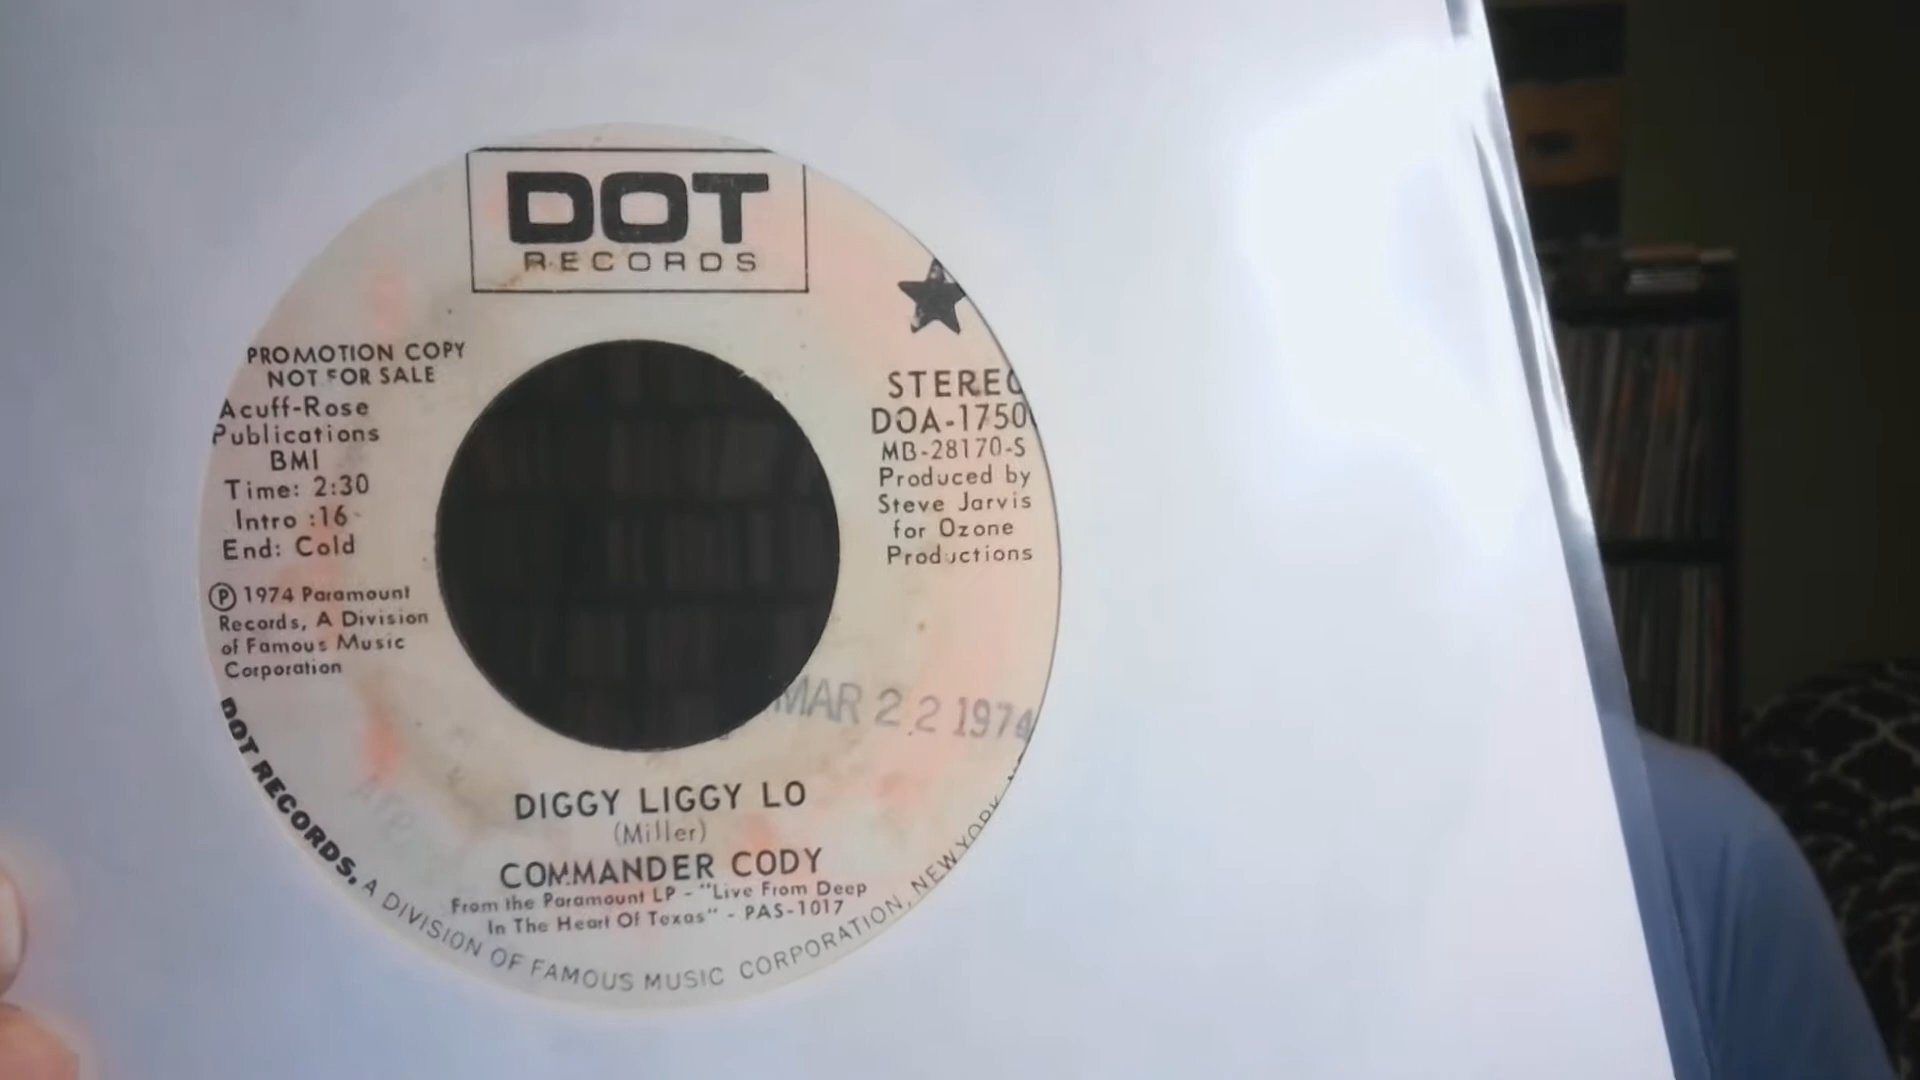 DOT
RECORDS
PROMOTION COPY
NOT FOR SALE
Acuff-Rose
Publications
BMI
Time: 2:30
Intro :16
End: Cold
Ⓟ 1974 Paramount
Records, A Division
of Famous Music
Corporation
STEREO
DOA-1750
MB-28170-S
Produced by
Steve Jarvis
for Ozone
Productions
MAR 22 1974
DIGGY LIGGY LO
(Miller)
COMMANDER CODY
From the Paramount LP - "Live From Deep
In The Heart Of Texas" - PAS-1017
DOT RECORDS, A DIVISION OF FAMOUS MUSIC CORPORATION, NEW YORK,